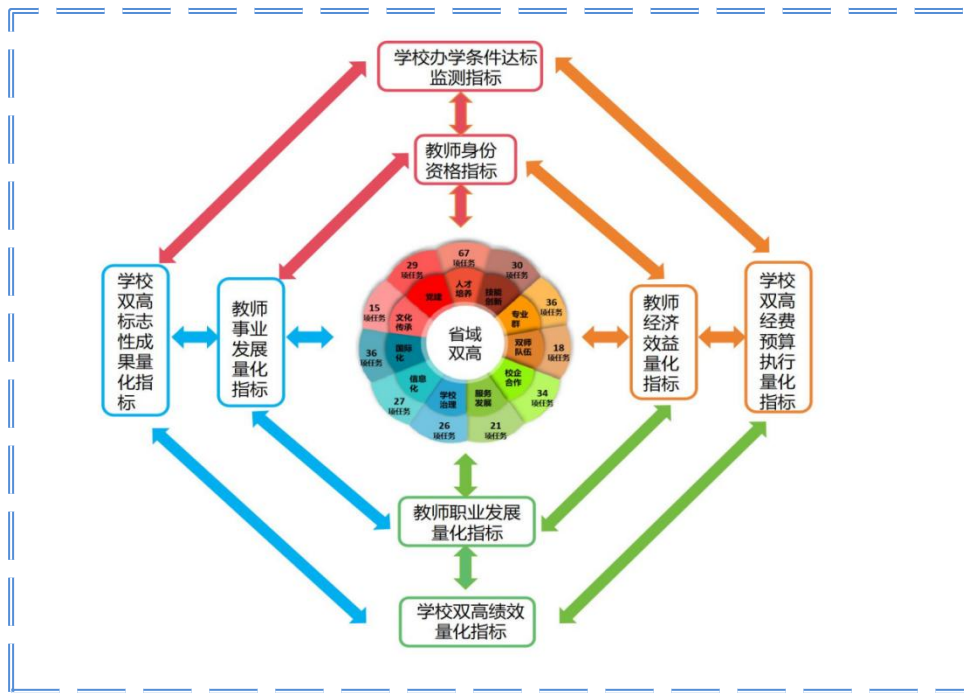 学校办学条件达标
监测指标
教师身份
资格指标
学校
双高
标志
性成
果量
化指
标
教师
事业
发展
量化
指标
67
项任务
30
项任务
36
项任务
18
项任务
34
项任务
21
项任务
26
项任务
27
项任务
36
项任务
15
项任务
29
项任务
人才
培养
技能
创新
专业
群
双师
队伍
校企
合作
服务
发展
学校
治理
信息
化
国际
化
文化
传承
党建
省域
双高
教师
经济
效益
量化
指标
学校
双高
经费
预算
执行
量化
指标
教师职业发展
量化指标
学校双高绩效
量化指标